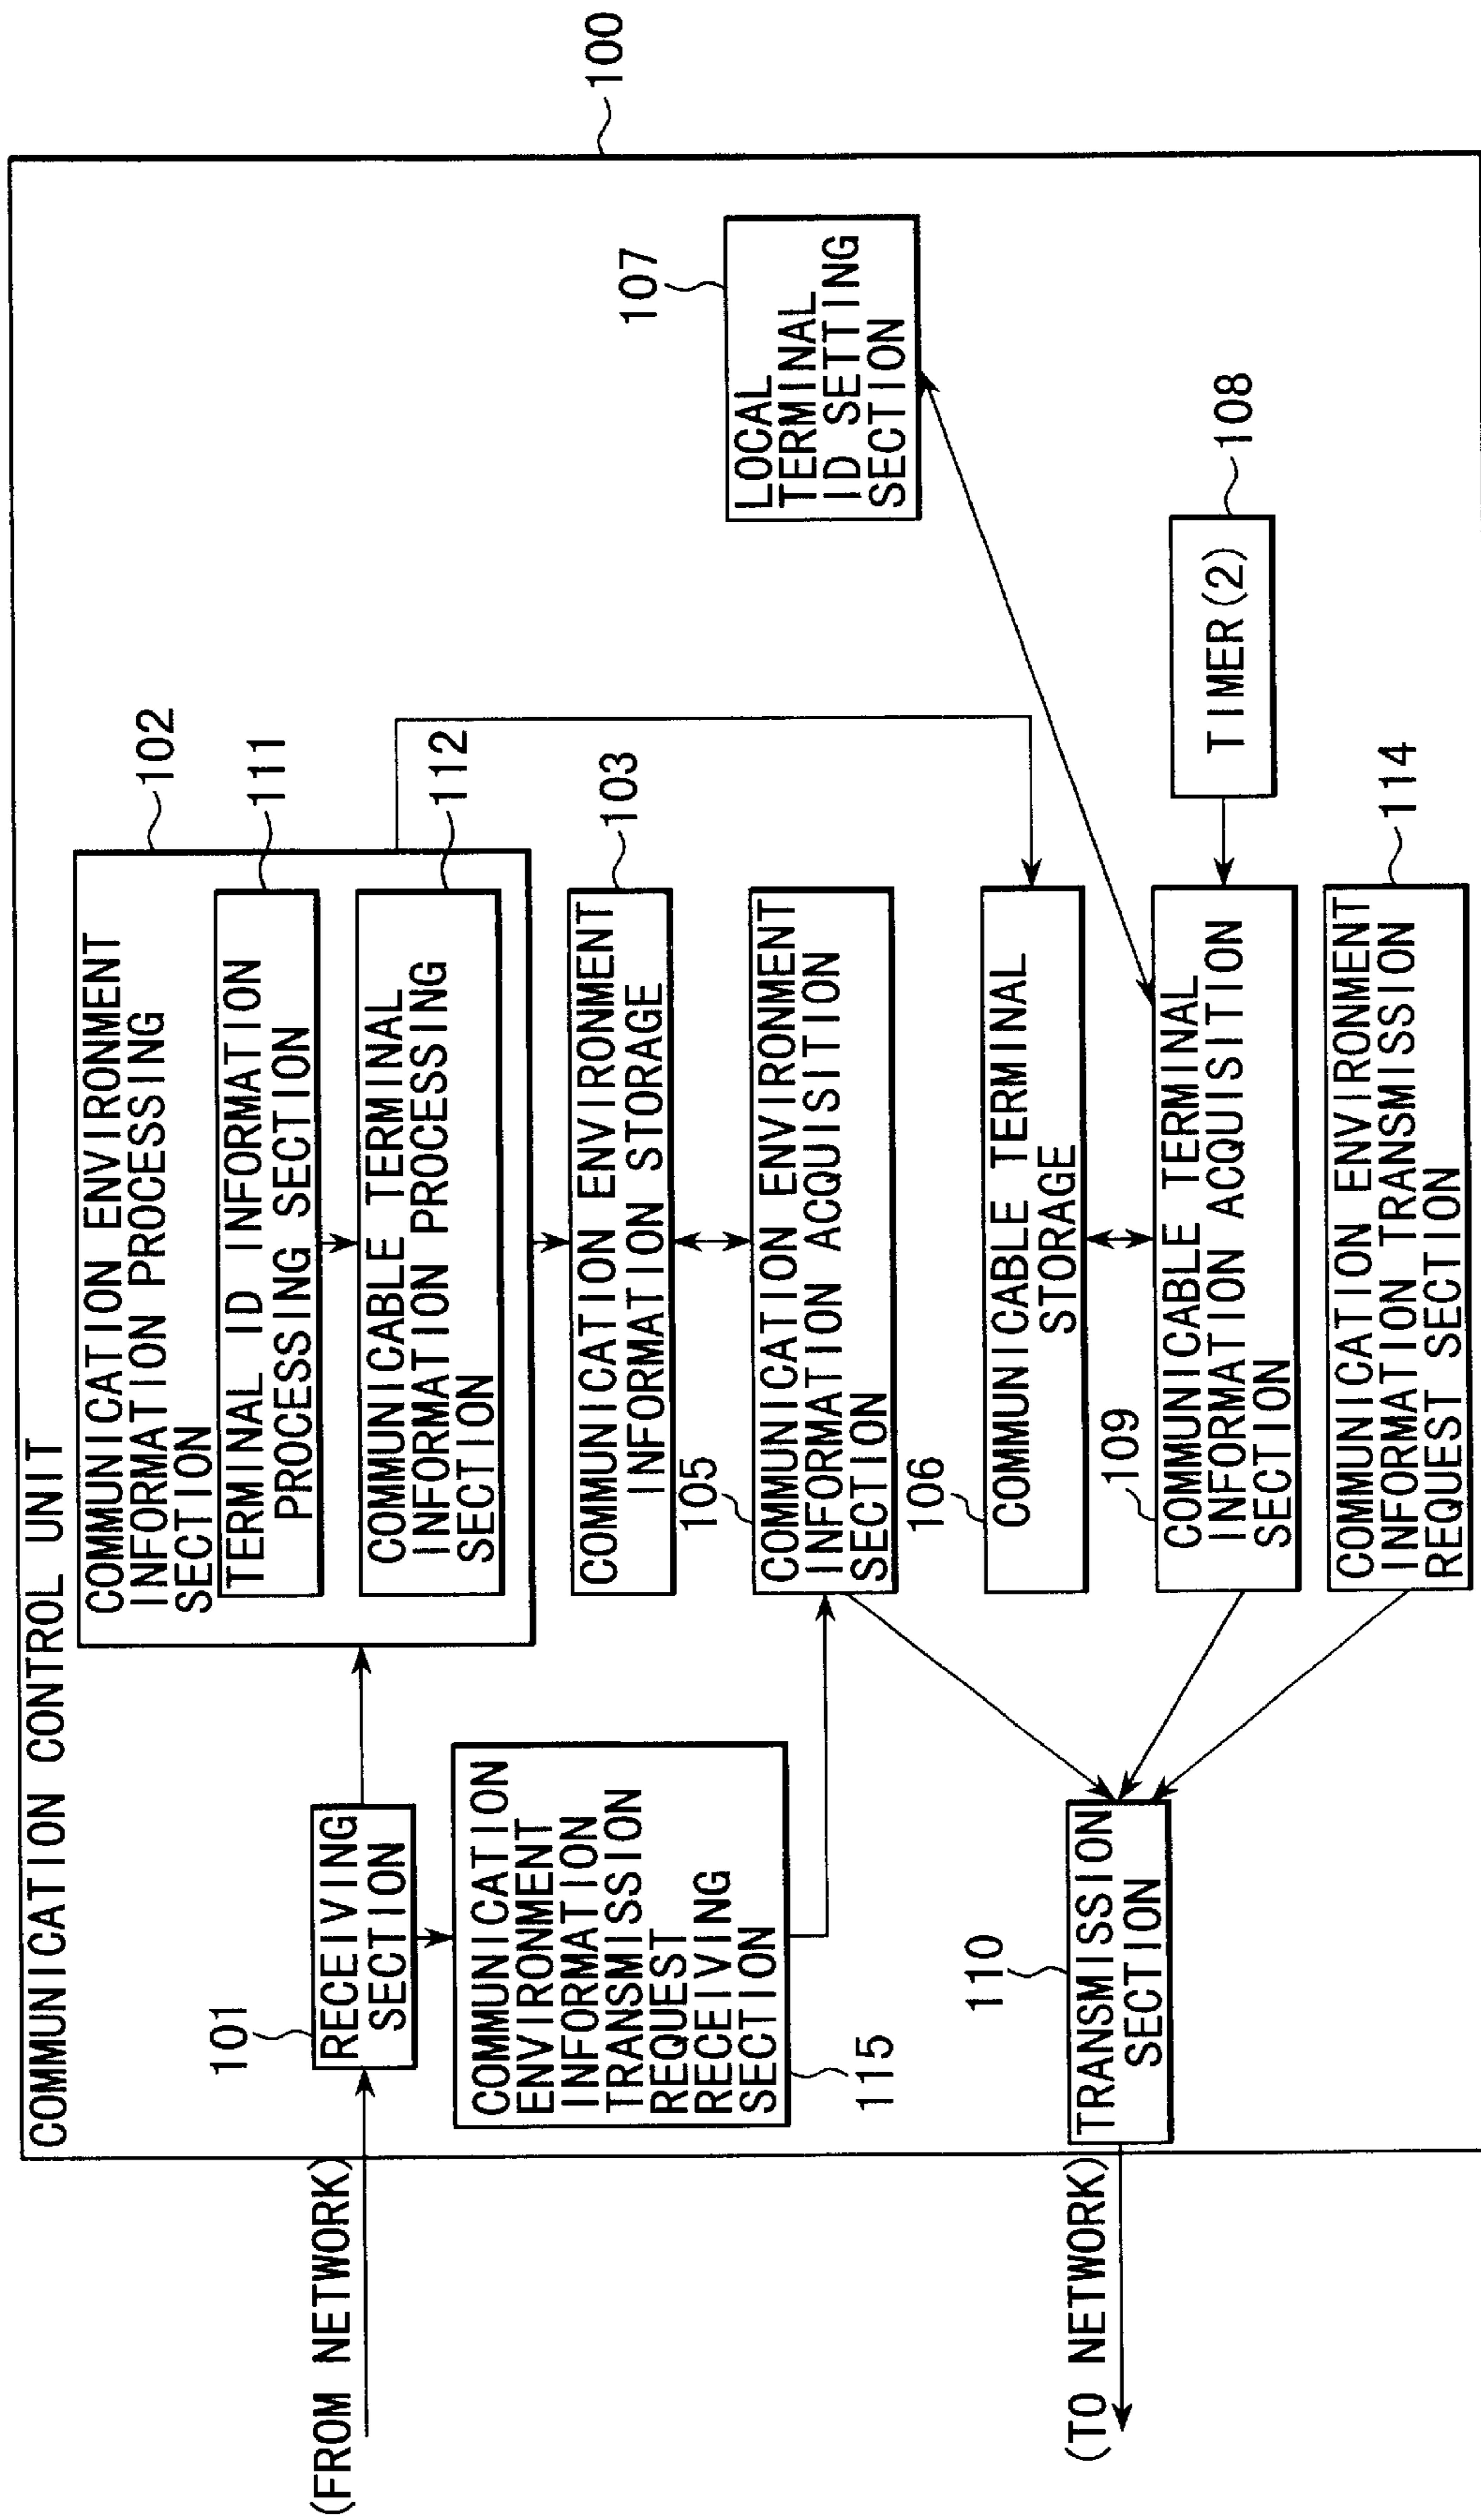 COMMUNICATION CONTROL UNIT
100
(FROM NETWORK)
101
RECEIVING
SECTION
COMMUNICATION
ENVIRONMENT
INFORMATION
TRANSMISSION
REQUEST
RECEIVING
SECTION
115
110
TRANSMISSION
SECTION
(TO NETWORK)
102
COMMUNICATION ENVIRONMENT
INFORMATION PROCESSING
SECTION
111
TERMINAL ID INFORMATION
PROCESSING SECTION
112
COMMUNICABLE TERMINAL
INFORMATION PROCESSING
SECTION
103
COMMUNICATION ENVIRONMENT
INFORMATION STORAGE
105
COMMUNICATION ENVIRONMENT
INFORMATION ACQUISITION
SECTION
106
COMMUNICABLE TERMINAL
STORAGE
109
COMMUNICABLE TERMINAL
INFORMATION ACQUISITION
SECTION
114
COMMUNICATION ENVIRONMENT
INFORMATION TRANSMISSION
REQUEST SECTION
107
LOCAL
TERMINAL
ID SETTING
SECTION
108
TIMER(2)